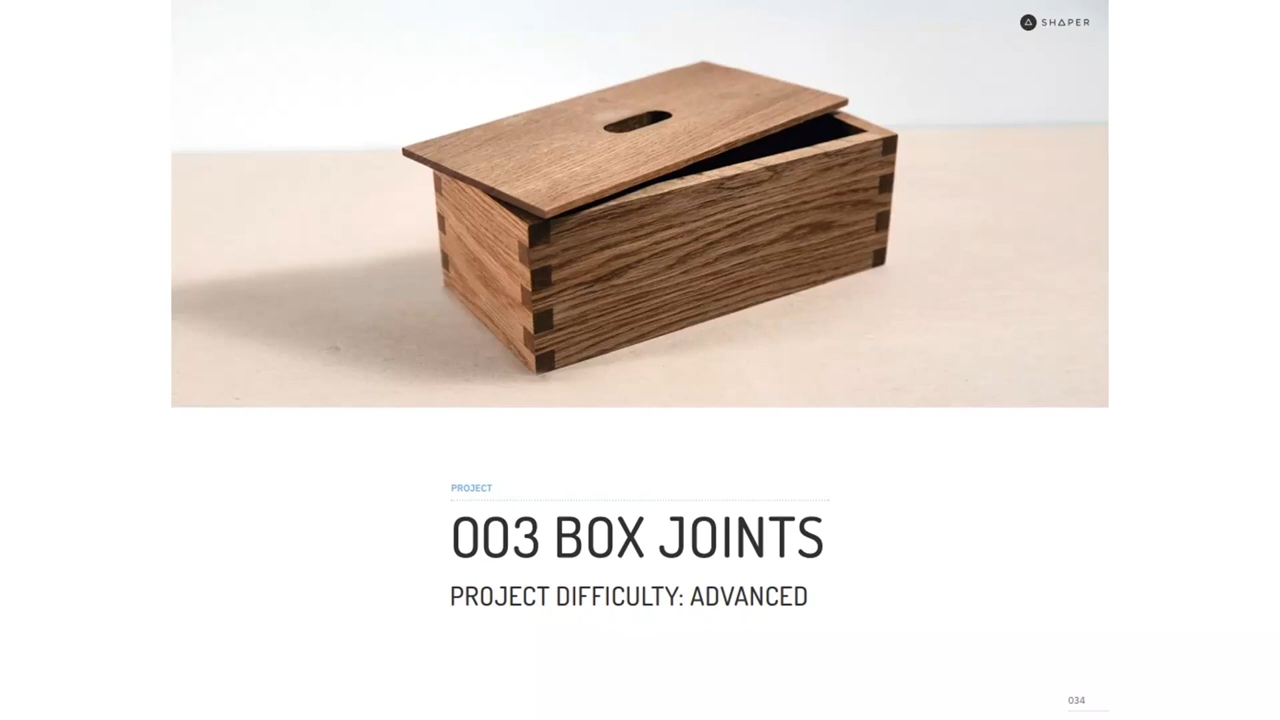 SHAPER
PROJECT
003 BOX JOINTS
PROJECT DIFFICULTY: ADVANCED
034